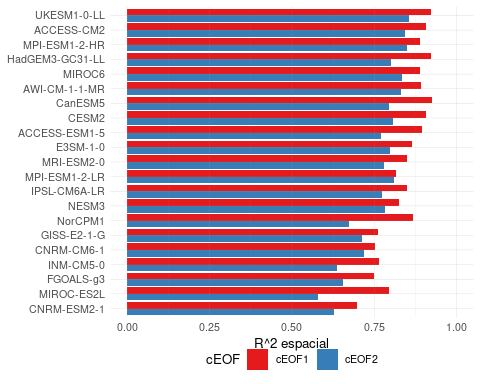 UKESM1-0-LL
ACCESS-CM2
MPI-ESM1-2-HR
HadGEM3-GC31-LL
MIROC6
AWI-CM-1-1-MR
CanESM5
CESM2
ACCESS-ESM1-5
E3SM-1-0
MRI-ESM2-0
MPI-ESM1-2-LR
IPSL-CM6A-LR
NESM3
NorCPM1
GISS-E2-1-G
CNRM-CM6-1
INM-CM5-0
FGOALS-g3
MIROC-ES2L
CNRM-ESM2-1
0.00 0.25 0.50 0.75 1.00
R^2 espacial
cEOF cEOF1 cEOF2